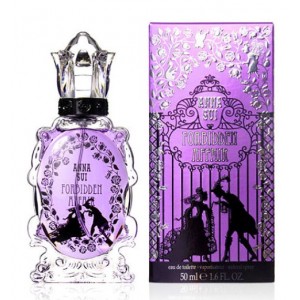 ANNA
SUI
FORBIDDEN
AFFAIR
ANNA
SUI
FORBIDDEN
AFFAIR
eau de toilette
50 ml ℮ 1.6 FL. OZ.